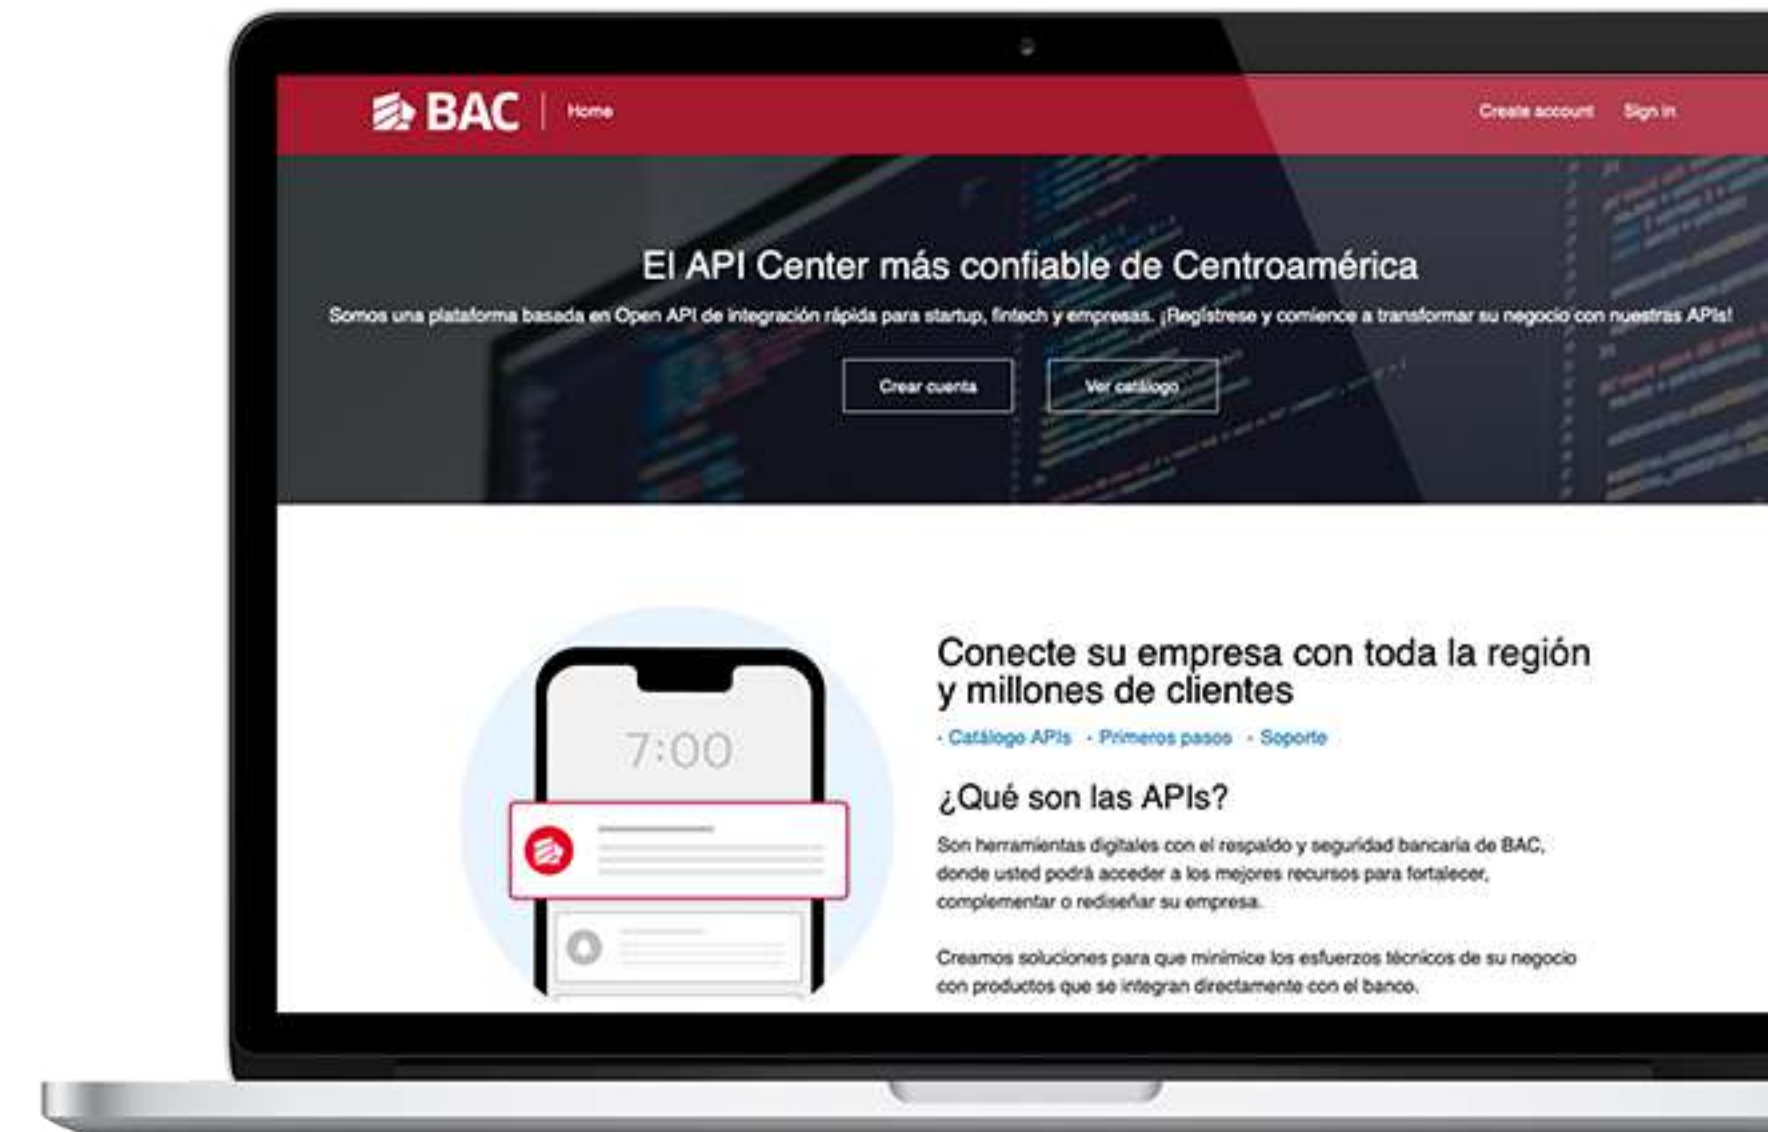 BAC
Home
Create account
Sign in
El API Center más confiable de Centroamérica
Somos una plataforma basada en Open API de integración rápida para startup, fintech y empresas. ¡Regístrese y comience a transformar su negocio con nuestras APIs!
Crear cuenta
Ver catálogo
7:00
Conecte su empresa con toda la región
y millones de clientes
· Catálogo APIs · Primeros pasos · Soporte
¿Qué son las APIs?
Son herramientas digitales con el respaldo y seguridad bancaria de BAC,
donde usted podrá acceder a los mejores recursos para fortalecer,
complementar o rediseñar su empresa.
Creamos soluciones para que minimice los esfuerzos técnicos de su negocio
con productos que se integran directamente con el banco.